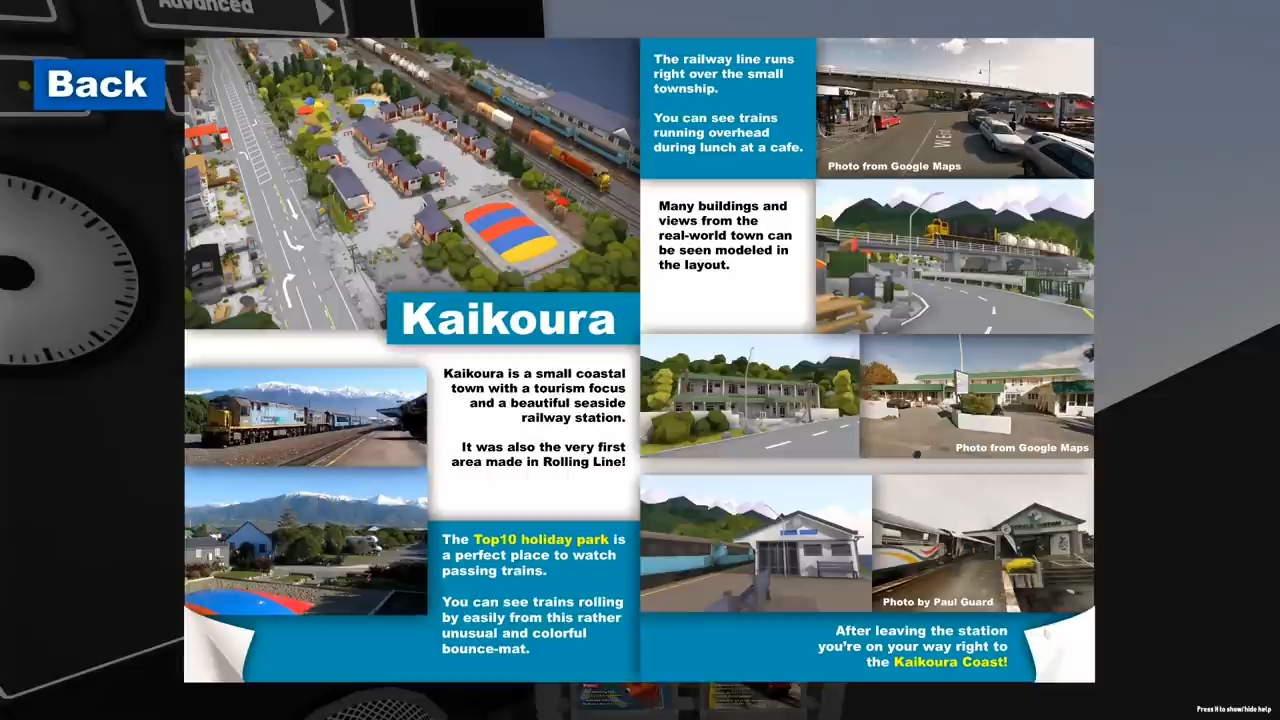 Advanced
Back
Kaikoura
Kaikoura is a small coastal
town with a tourism focus
and a beautiful seaside
railway station.
It was also the very first
area made in Rolling Line!
The Top10 holiday park is
a perfect place to watch
passing trains.
You can see trains rolling
by easily from this rather
unusual and colorful
bounce-mat.
The railway line runs
right over the small
township.
You can see trains
running overhead
during lunch at a cafe.
Photo from Google Maps
Many buildings and
views from the
real-world town can
be seen modeled in
the layout.
Photo from Google Maps
Photo by Paul Guard
After leaving the station
you're on your way right to
the Kaikoura Coast!
Press H to show/hide help